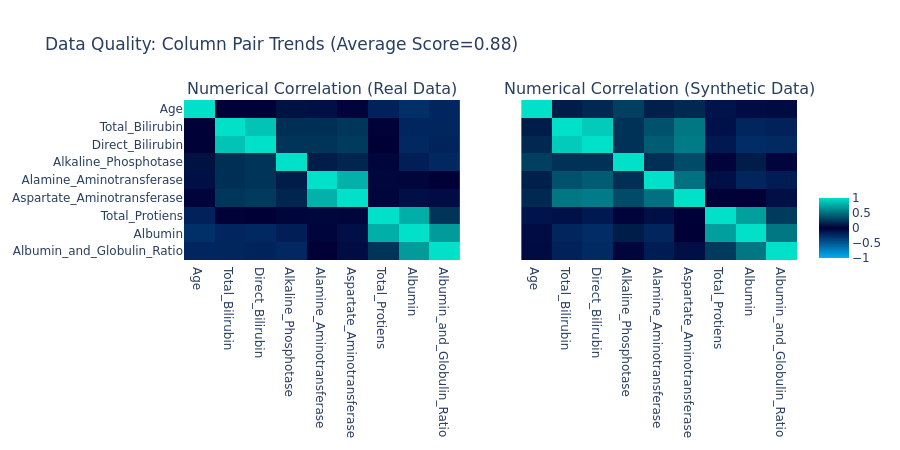 Data Quality: Column Pair Trends (Average Score=0.88)
Numerical Correlation (Real Data)
Numerical Correlation (Synthetic Data)
Age
Total_Bilirubin
Direct_Bilirubin
Alkaline_Phosphotase
Alamine_Aminotransferase
Aspartate_Aminotransferase
Total_Protiens
Albumin
Albumin_and_Globulin_Ratio
Age
Total_Bilirubin
Direct_Bilirubin
Alkaline_Phosphotase
Alamine_Aminotransferase
Aspartate_Aminotransferase
Total_Protiens
Albumin
Albumin_and_Globulin_Ratio
Age
Total_Bilirubin
Direct_Bilirubin
Alkaline_Phosphotase
Alamine_Aminotransferase
Aspartate_Aminotransferase
Total_Protiens
Albumin
Albumin_and_Globulin_Ratio
1
0.5
0
−0.5
−1